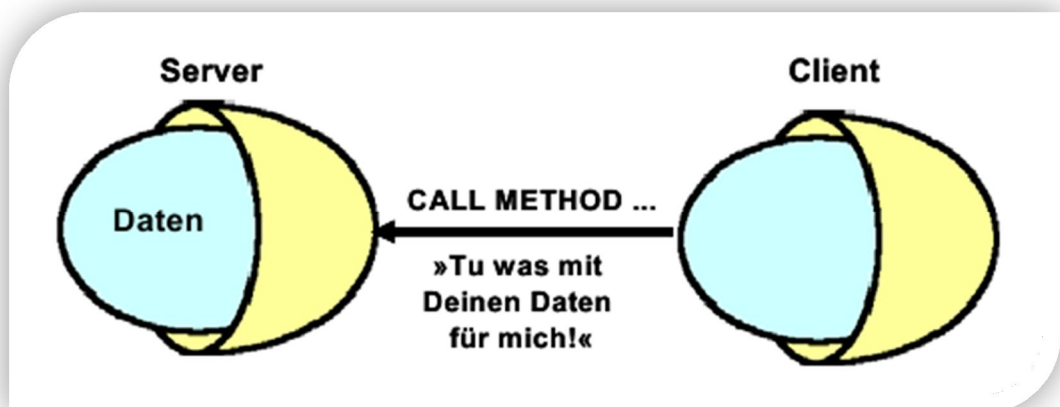 Server
Client
Daten
CALL METHOD ...
»Tu was mit
Deinen Daten
für mich!«